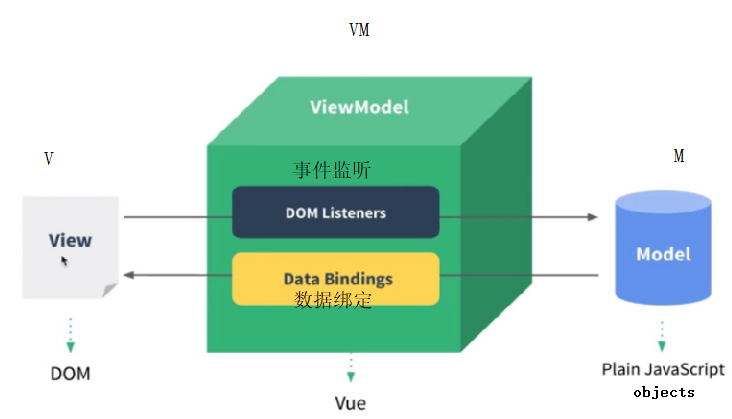 VM
ViewModel
V
M
事件监听
DOM Listeners
View
Model
Data Bindings
数据绑定
DOM
Vue
Plain JavaScript
objects